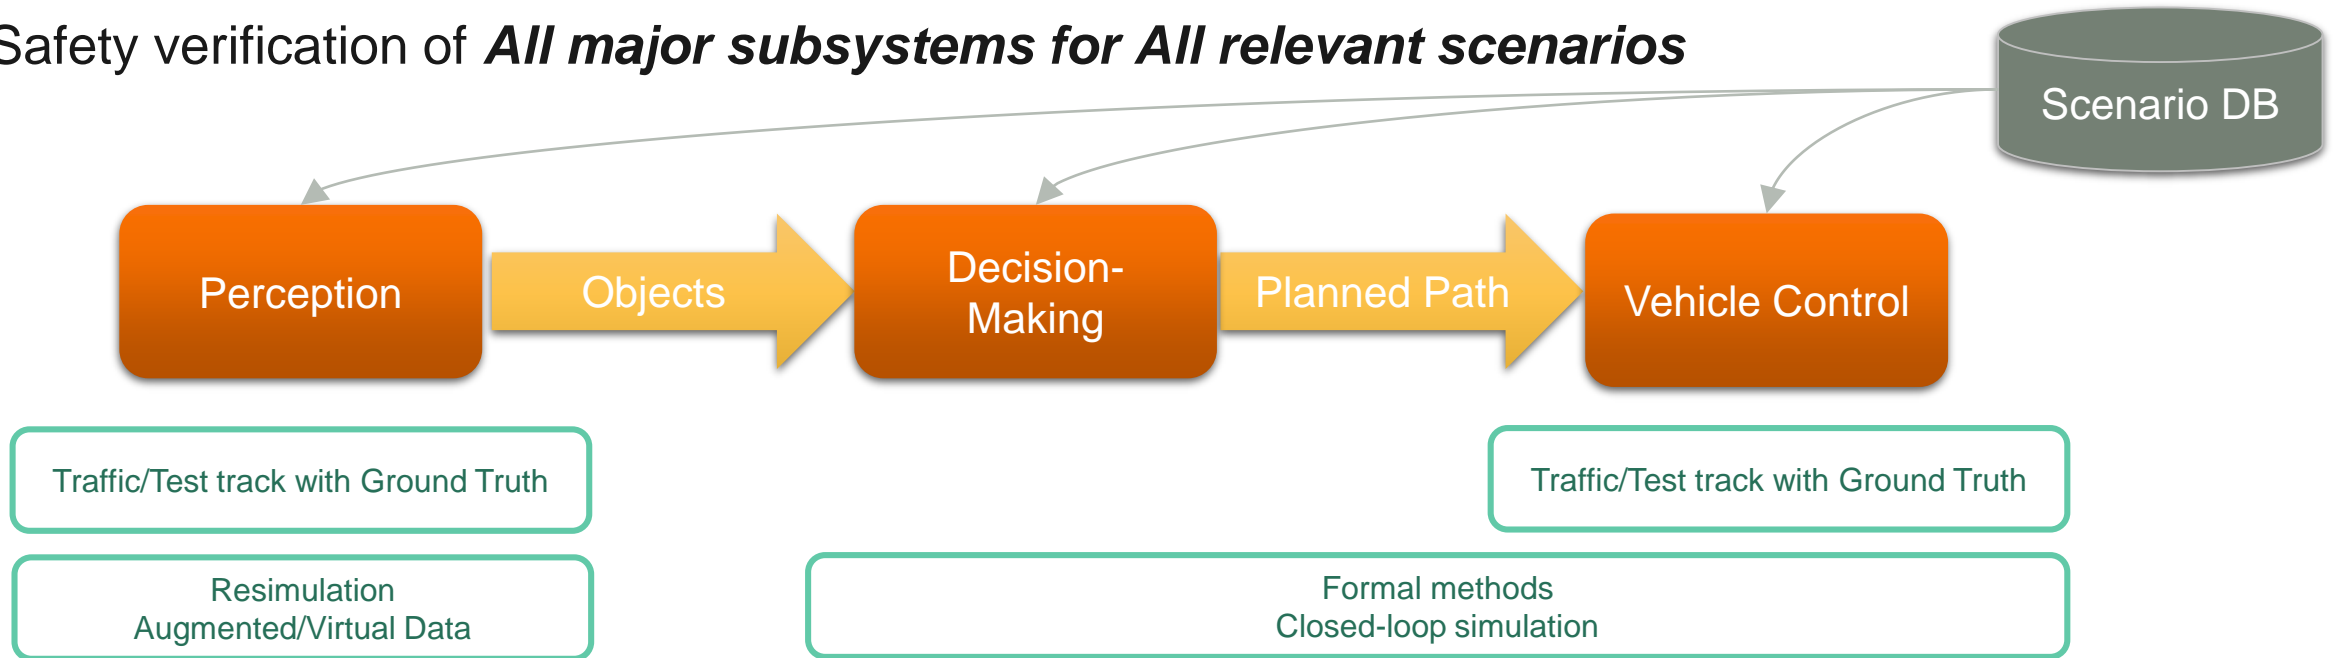 Safety verification of All major subsystems for All relevant scenarios
Scenario DB
Perception
Objects
Decision-
Making
Planned Path
Vehicle Control
Traffic/Test track with Ground Truth
Traffic/Test track with Ground Truth
Resimulation
Augmented/Virtual Data
Formal methods
Closed-loop simulation